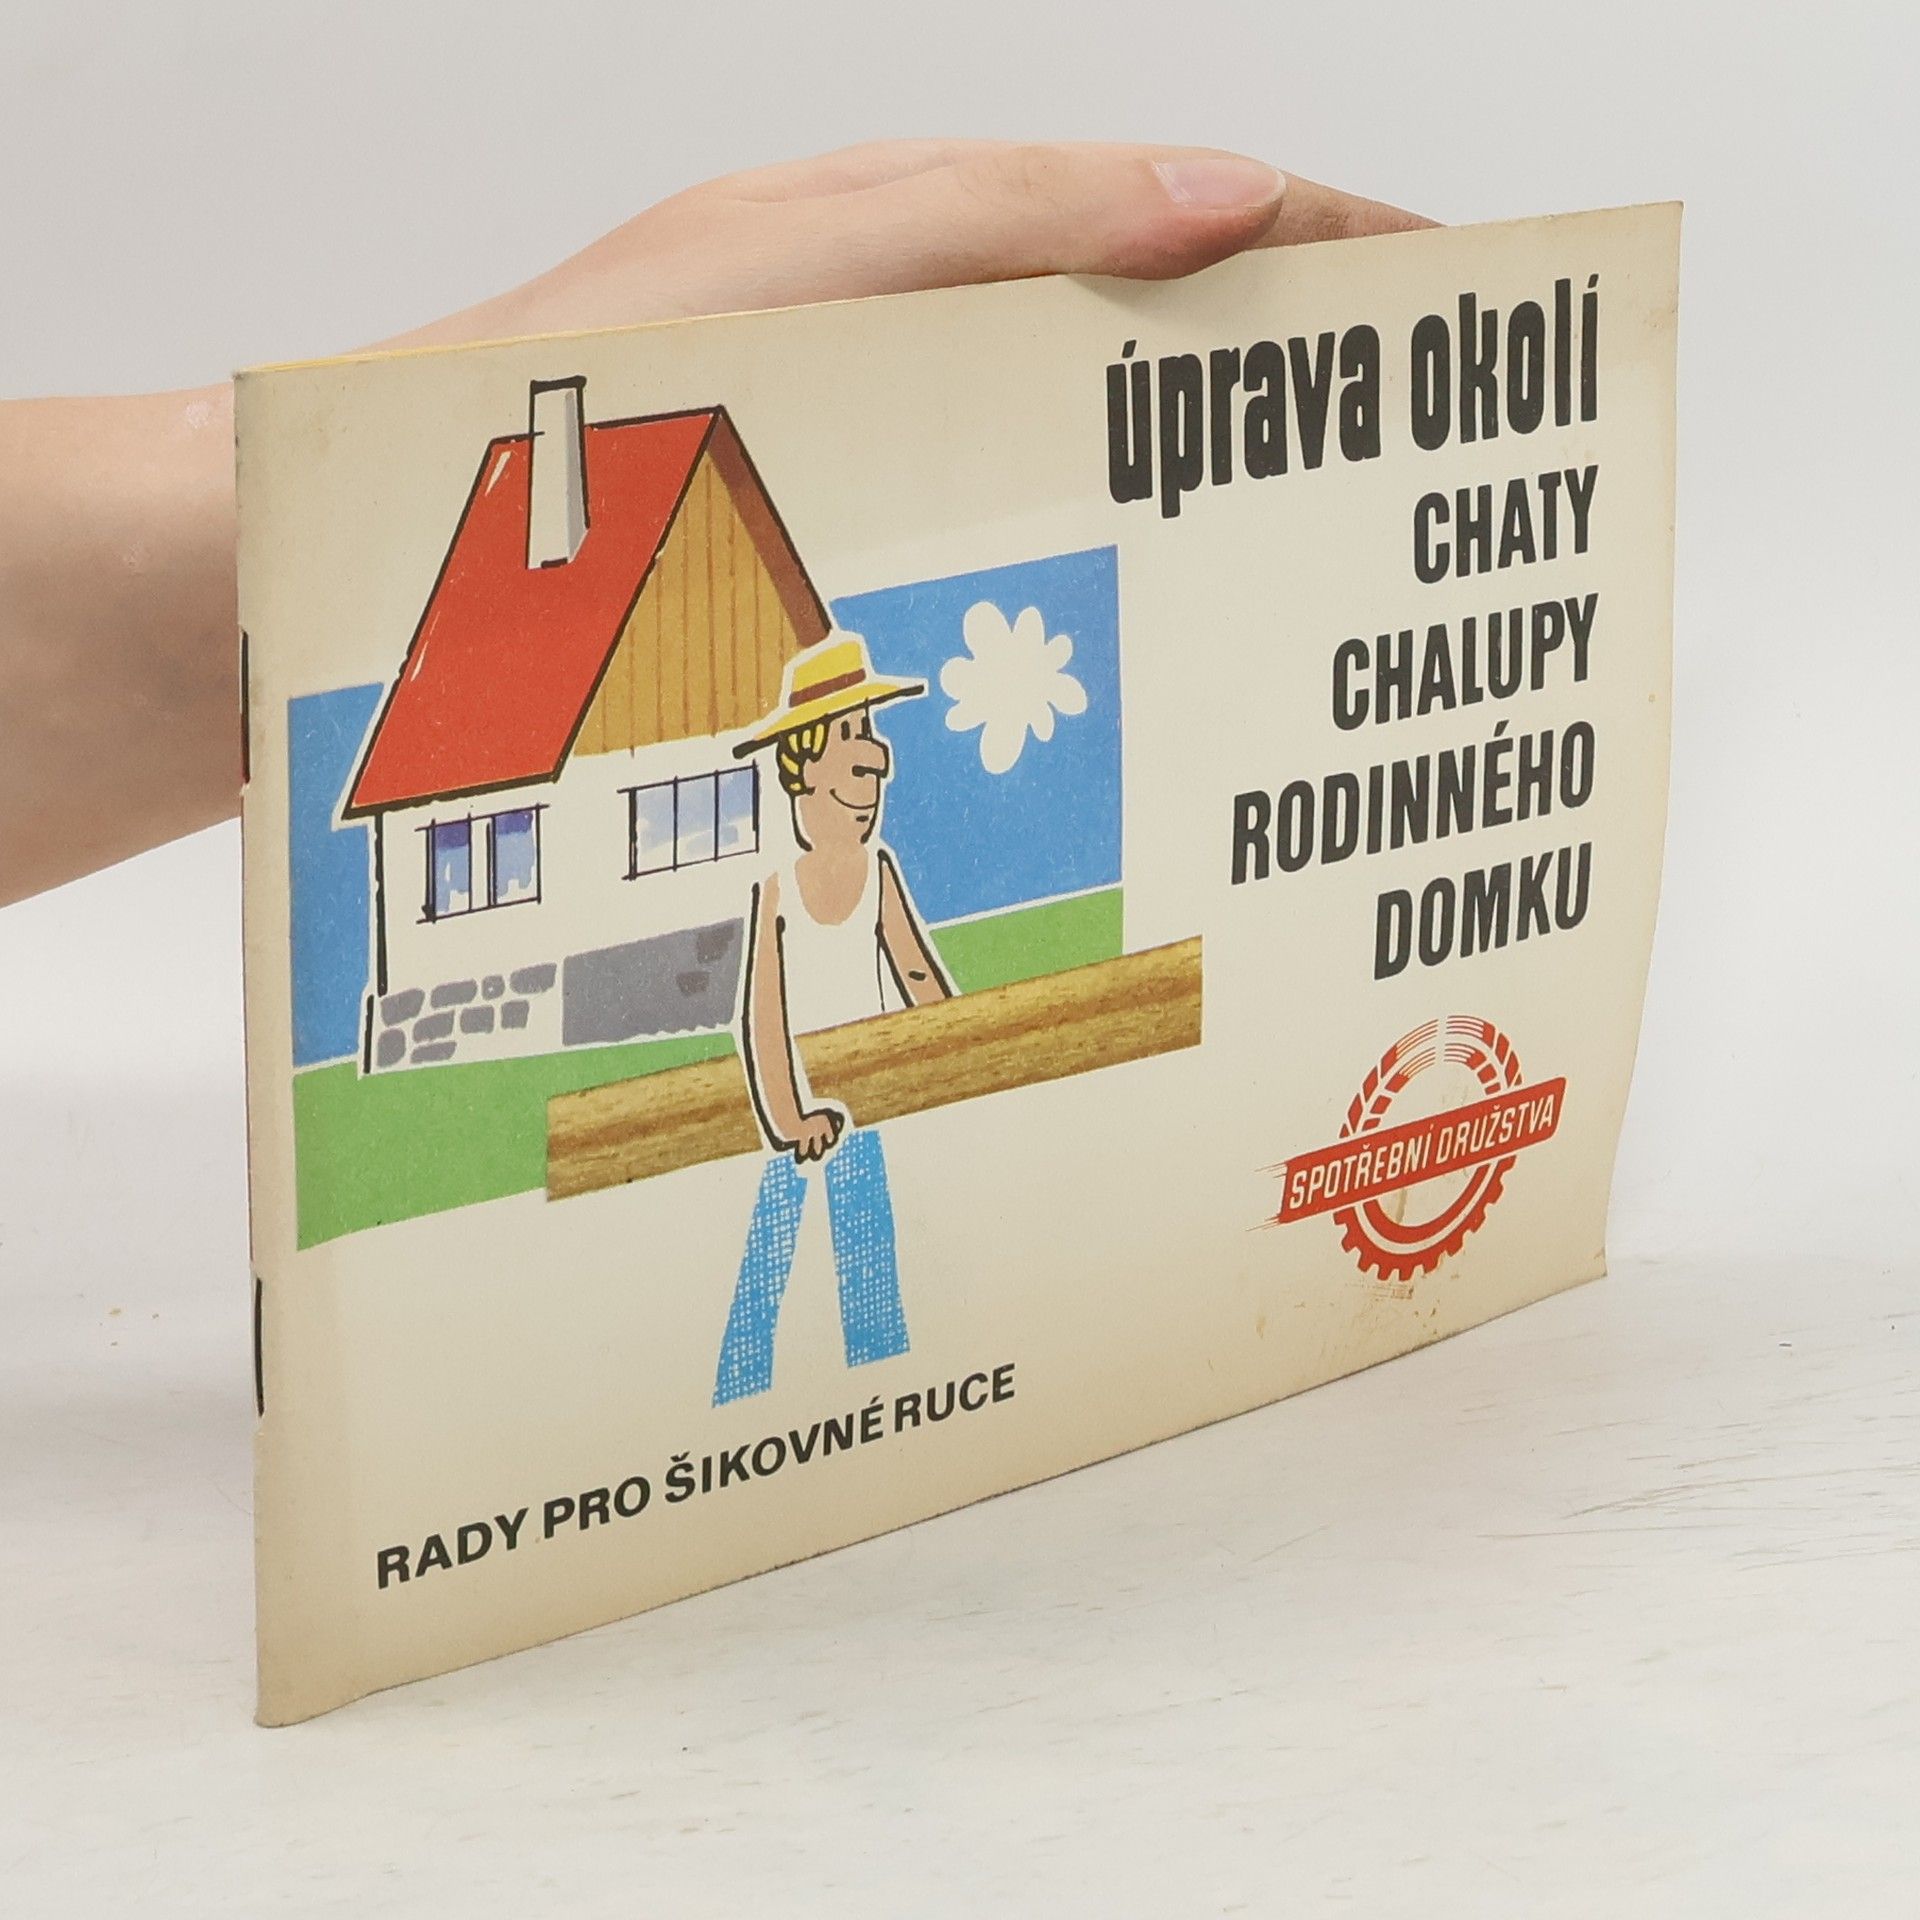 úprava okolí
CHATY
CHALUPY
RODINNÉHO
DOMKU
SPOTŘEBNÍ DRUŽSTVA
RADY PRO ŠIKOVNÉ RUCE